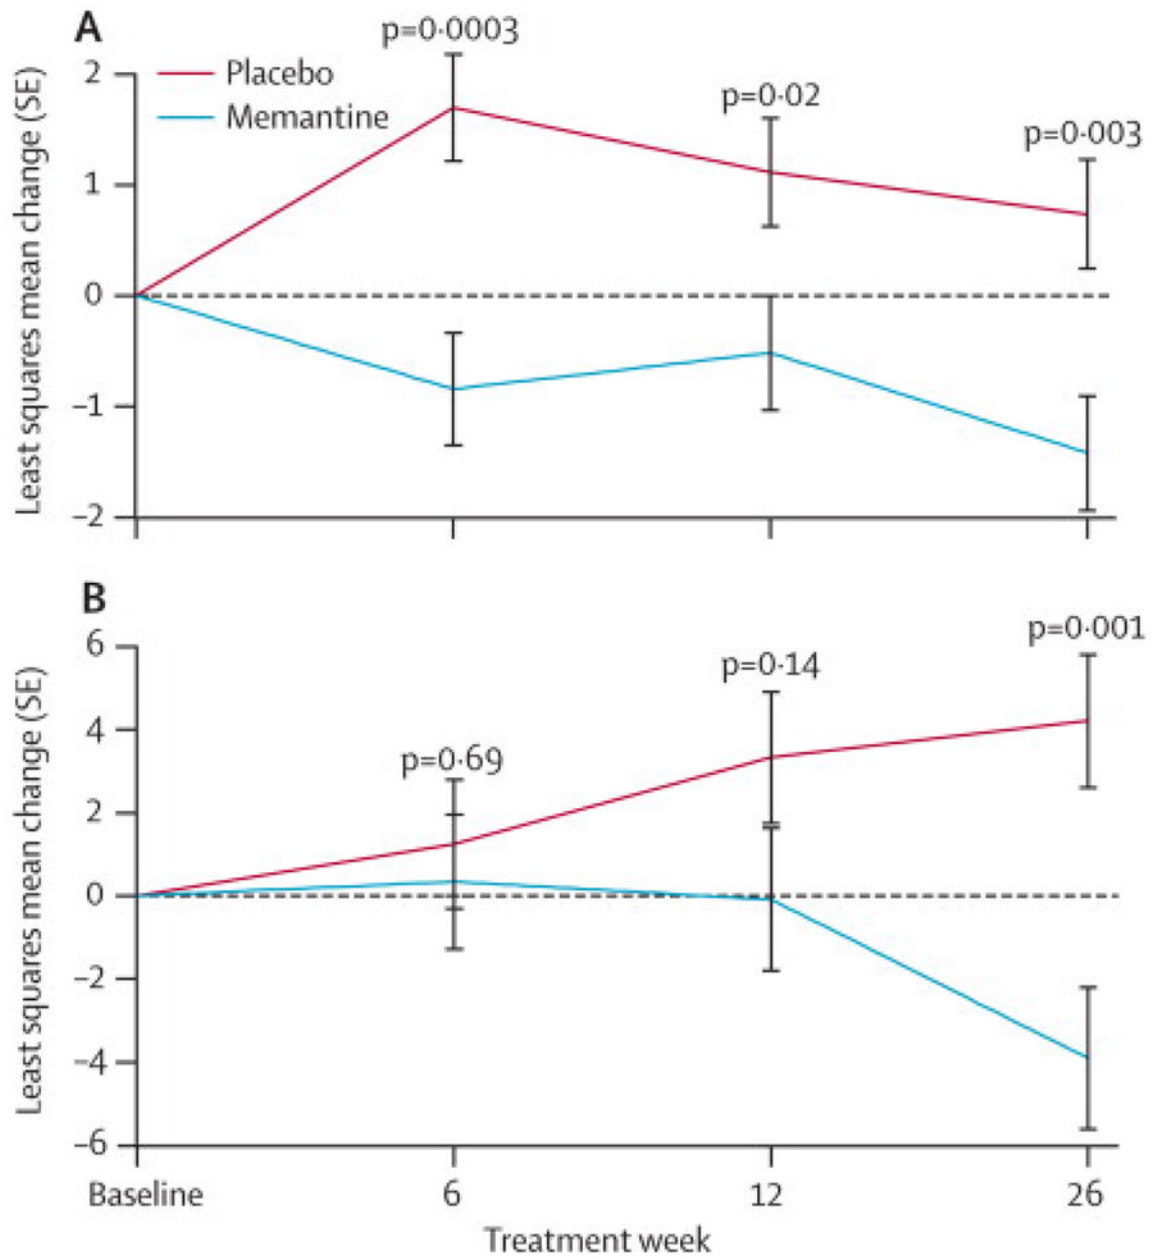 A
p=0·0003
Placebo
Memantine
p=0·02
p=0·003
Least squares mean change (SE)
2
1
0
–1
–2
B
p=0·69
p=0·14
p=0·001
Least squares mean change (SE)
6
4
2
0
–2
–4
–6
Baseline 6 12 26
Treatment week